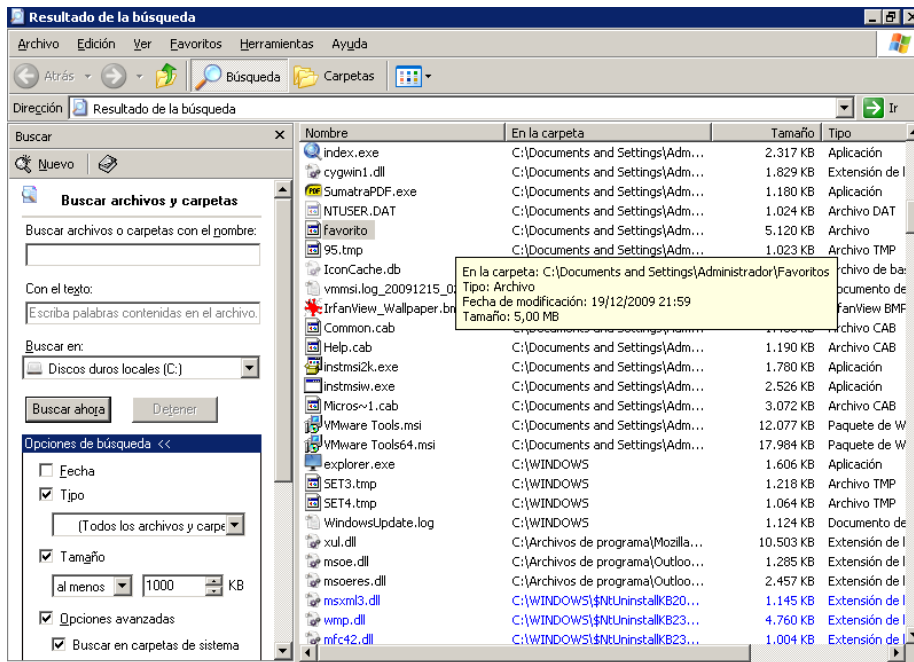 Resultado de la búsqueda
Archivo Edición Ver Favoritos Herramientas Ayuda
Atrás Búsqueda Carpetas
Dirección Resultado de la búsqueda Ir
Buscar
Nuevo
Buscar archivos y carpetas
Buscar archivos o carpetas con el nombre:
Con el texto:
Escriba palabras contenidas en el archivo.
Buscar en:
Discos duros locales (C:)
Buscar ahora Detener
Opciones de búsqueda <<
Fecha
Tipo
(Todos los archivos y carpe
Tamaño
al menos 1000 KB
Opciones avanzadas
Buscar en carpetas de sistema
Nombre En la carpeta Tamaño Tipo
index.exe C:\Documents and Settings\Adm... 2.317 KB Aplicación
cygwin1.dll C:\Documents and Settings\Adm... 1.829 KB Extensión de l
PDF SumatraPDF.exe C:\Documents and Settings\Adm... 1.180 KB Aplicación
NTUSER.DAT C:\Documents and Settings\Adm... 1.024 KB Archivo DAT
favorito C:\Documents and Settings\Adm... 5.120 KB Archivo
95.tmp C:\Documents and Settings\Adm... 1.023 KB Archivo TMP
IconCache.db rchivo de ba
vmmsi.log_20091215_0 ocumento de
IrfanView_Wallpaper.bm fanView BMP
En la carpeta: C:\Documents and Settings\Administrador\Favoritos
Tipo: Archivo
Fecha de modificación: 19/12/2009 21:59
Tamaño: 5,00 MB
Common.cab Archivo CAB
Help.cab C:\Documents and Settings\Adm... 1.190 KB Archivo CAB
instmsi2k.exe C:\Documents and Settings\Adm... 1.780 KB Aplicación
instmsiw.exe C:\Documents and Settings\Adm... 2.526 KB Aplicación
Micros~1.cab C:\Documents and Settings\Adm... 3.072 KB Archivo CAB
VMware Tools.msi C:\Documents and Settings\Adm... 12.077 KB Paquete de W
VMware Tools64.msi C:\Documents and Settings\Adm... 17.984 KB Paquete de W
explorer.exe C:\WINDOWS 1.606 KB Aplicación
SET3.tmp C:\WINDOWS 1.218 KB Archivo TMP
SET4.tmp C:\WINDOWS 1.064 KB Archivo TMP
WindowsUpdate.log C:\WINDOWS 1.124 KB Documento de
xul.dll C:\Archivos de programa\Mozilla... 10.503 KB Extensión de l
msoe.dll C:\Archivos de programa\Outloo... 1.285 KB Extensión de l
msoeres.dll C:\Archivos de programa\Outloo... 2.457 KB Extensión de l
msxml3.dll C:\WINDOWS\$NtUninstallKB20... 1.145 KB Extensión de l
wmp.dll C:\WINDOWS\$NtUninstallKB23... 4.760 KB Extensión de l
mfc42.dll C:\WINDOWS\$NtUninstallKB23... 1.004 KB Extensión de l